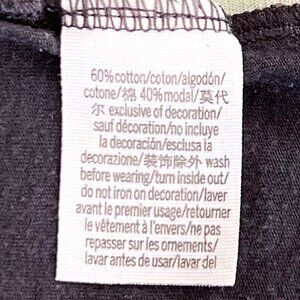 60%cotton/coton/algodón/
cotone/棉 40%modal/莫代
尔 exclusive of decoration/
sauf décoration/no incluye
la decoración/esclusa la
decorazione/装饰除外 wash
before wearing/turn inside out/
do not iron on decoration/laver
avant le premier usage/retourner
le vêtement à l'envers/ne pas
repasser sur les ornements/
lavar antes de usar/lavar del